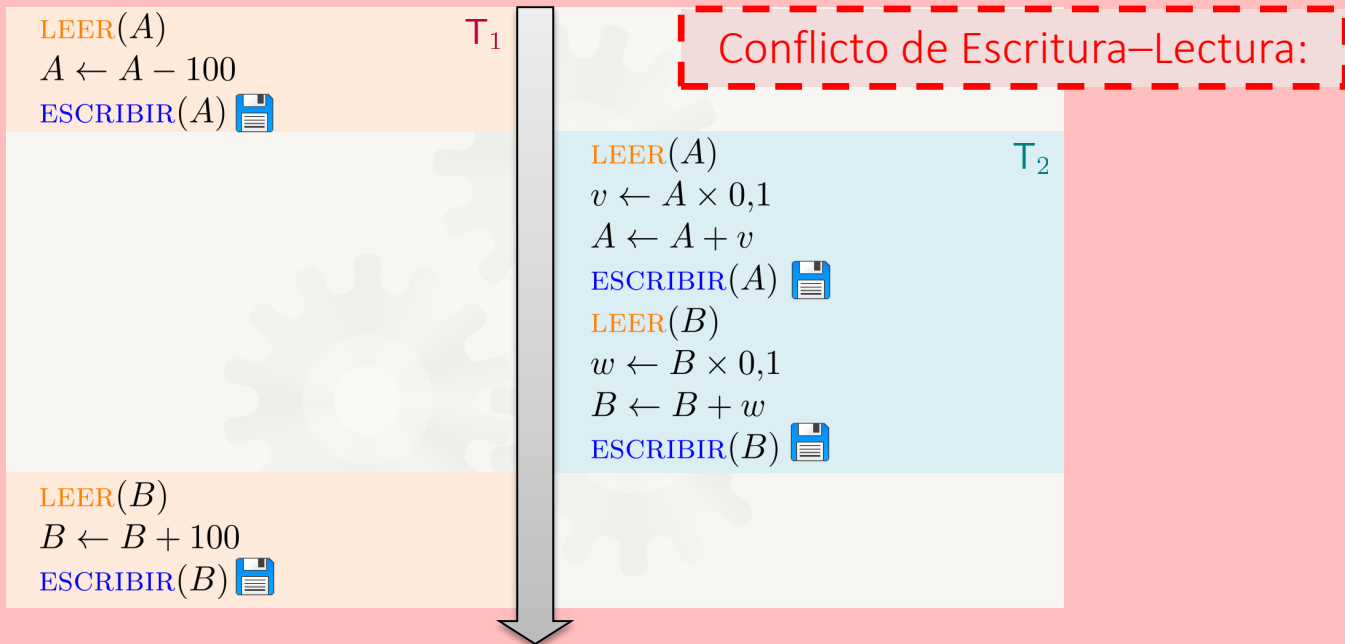 LEER(A)
A ← A − 100
ESCRIBIR(A)
T₁
Conflicto de Escritura–Lectura:
LEER(A)
v ← A × 0,1
A ← A + v
ESCRIBIR(A)
LEER(B)
w ← B × 0,1
B ← B + w
ESCRIBIR(B)
T₂
LEER(B)
B ← B + 100
ESCRIBIR(B)